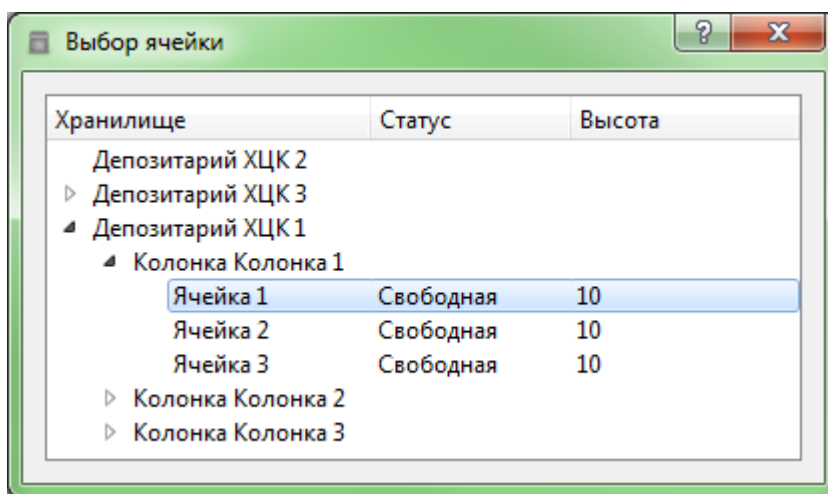 Выбор ячейки
Хранилище Статус Высота
Депозитарий ХЦК 2
Депозитарий ХЦК 3
Депозитарий ХЦК 1
Колонка Колонка 1
Ячейка 1 Свободная 10
Ячейка 2 Свободная 10
Ячейка 3 Свободная 10
Колонка Колонка 2
Колонка Колонка 3